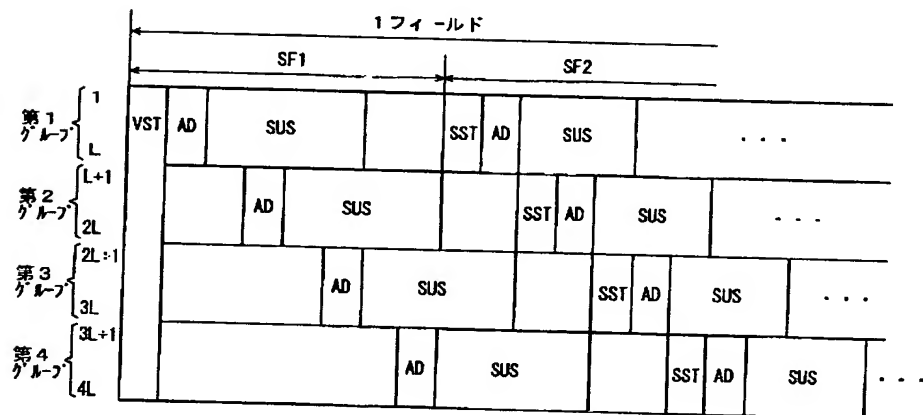 1フィールド
SF1 SF2
第1グループ 1 L VST AD SUS SST AD SUS ...
第2グループ L+1 2L AD SUS SST AD SUS ...
第3グループ 2L+1 3L AD SUS SST AD SUS ...
第4グループ 3L+1 4L AD SUS SST AD SUS ...